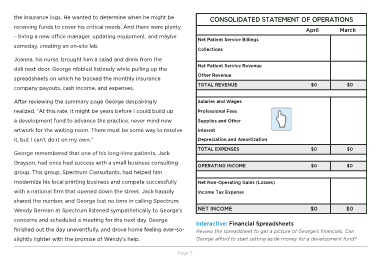 the insurance logs. He wanted to determine when he might be
receiving funds to cover his critical needs. And there were plenty
- hiring a new office manager, updating equipment, and maybe
someday, creating an on-site lab.
Joanna, his nurse, brought him a salad and drink from the
deli next door. George nibbled listlessly while pulling up the
spreadsheets on which he tracked the monthly insurance
company payouts, cash income, and expenses.
After reviewing the summary page George despairingly
realized, "At this rate, it might be years before I could build up
a development fund to advance the practice, never mind new
artwork for the waiting room. There must be some way to resolve
it, but I can't do it on my own."
George remembered that one of his long-time patients, Jack
Grayson, had once had success with a small business consulting
group. This group, Spectrum Consultants, had helped him
modernize his local printing business and compete successfully
with a national firm that opened down the street. Jack happily
shared the number and George lost no time in calling Spectrum.
Wendy Berman at Spectrum listened sympathetically to George's
concerns and scheduled a meeting for the next day. George
finished out the day uneventfully, and drove home feeling ever-so-
slightly lighter with the promise of Wendy's help.
CONSOLIDATED STATEMENT OF OPERATIONS
April March
Net Patient Service Billings
Collections
Net Patient Service Revenue
Other Revenue
TOTAL REVENUE $0 $0
Salaries and Wages
Professional Fees
Supplies and Other
Interest
Depreciation and Amortization
TOTAL EXPENSES $0 $0
OPERATING INCOME $0 $0
Net Non-Operating Gains (Losses)
Income Tax Expense
NET INCOME $0 $0
Interactive: Financial Spreadsheets
Review the spreadsheet to get a picture of George's financials. Can
George afford to start putting aside money for a development fund?
Page 5